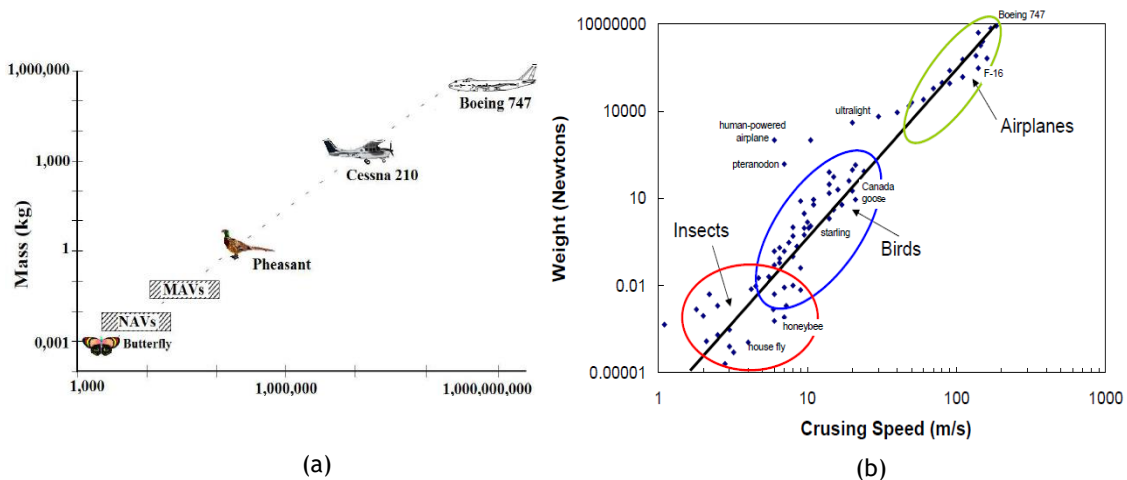 1,000,000
1,000
1
0,001
Mass (kg)
Boeing 747
Cessna 210
Pheasant
MAVs
NAVs
Butterfly
1,000
1,000,000
1,000,000,000
(a)
10000000
10000
10
0.01
0.00001
Weight (Newtons)
Boeing 747
F-16
Airplanes
ultralight
human-powered
airplane
pteranodon
Canada
goose
starling
Birds
Insects
honeybee
house fly
1
10
100
1000
Crusing Speed (m/s)
(b)